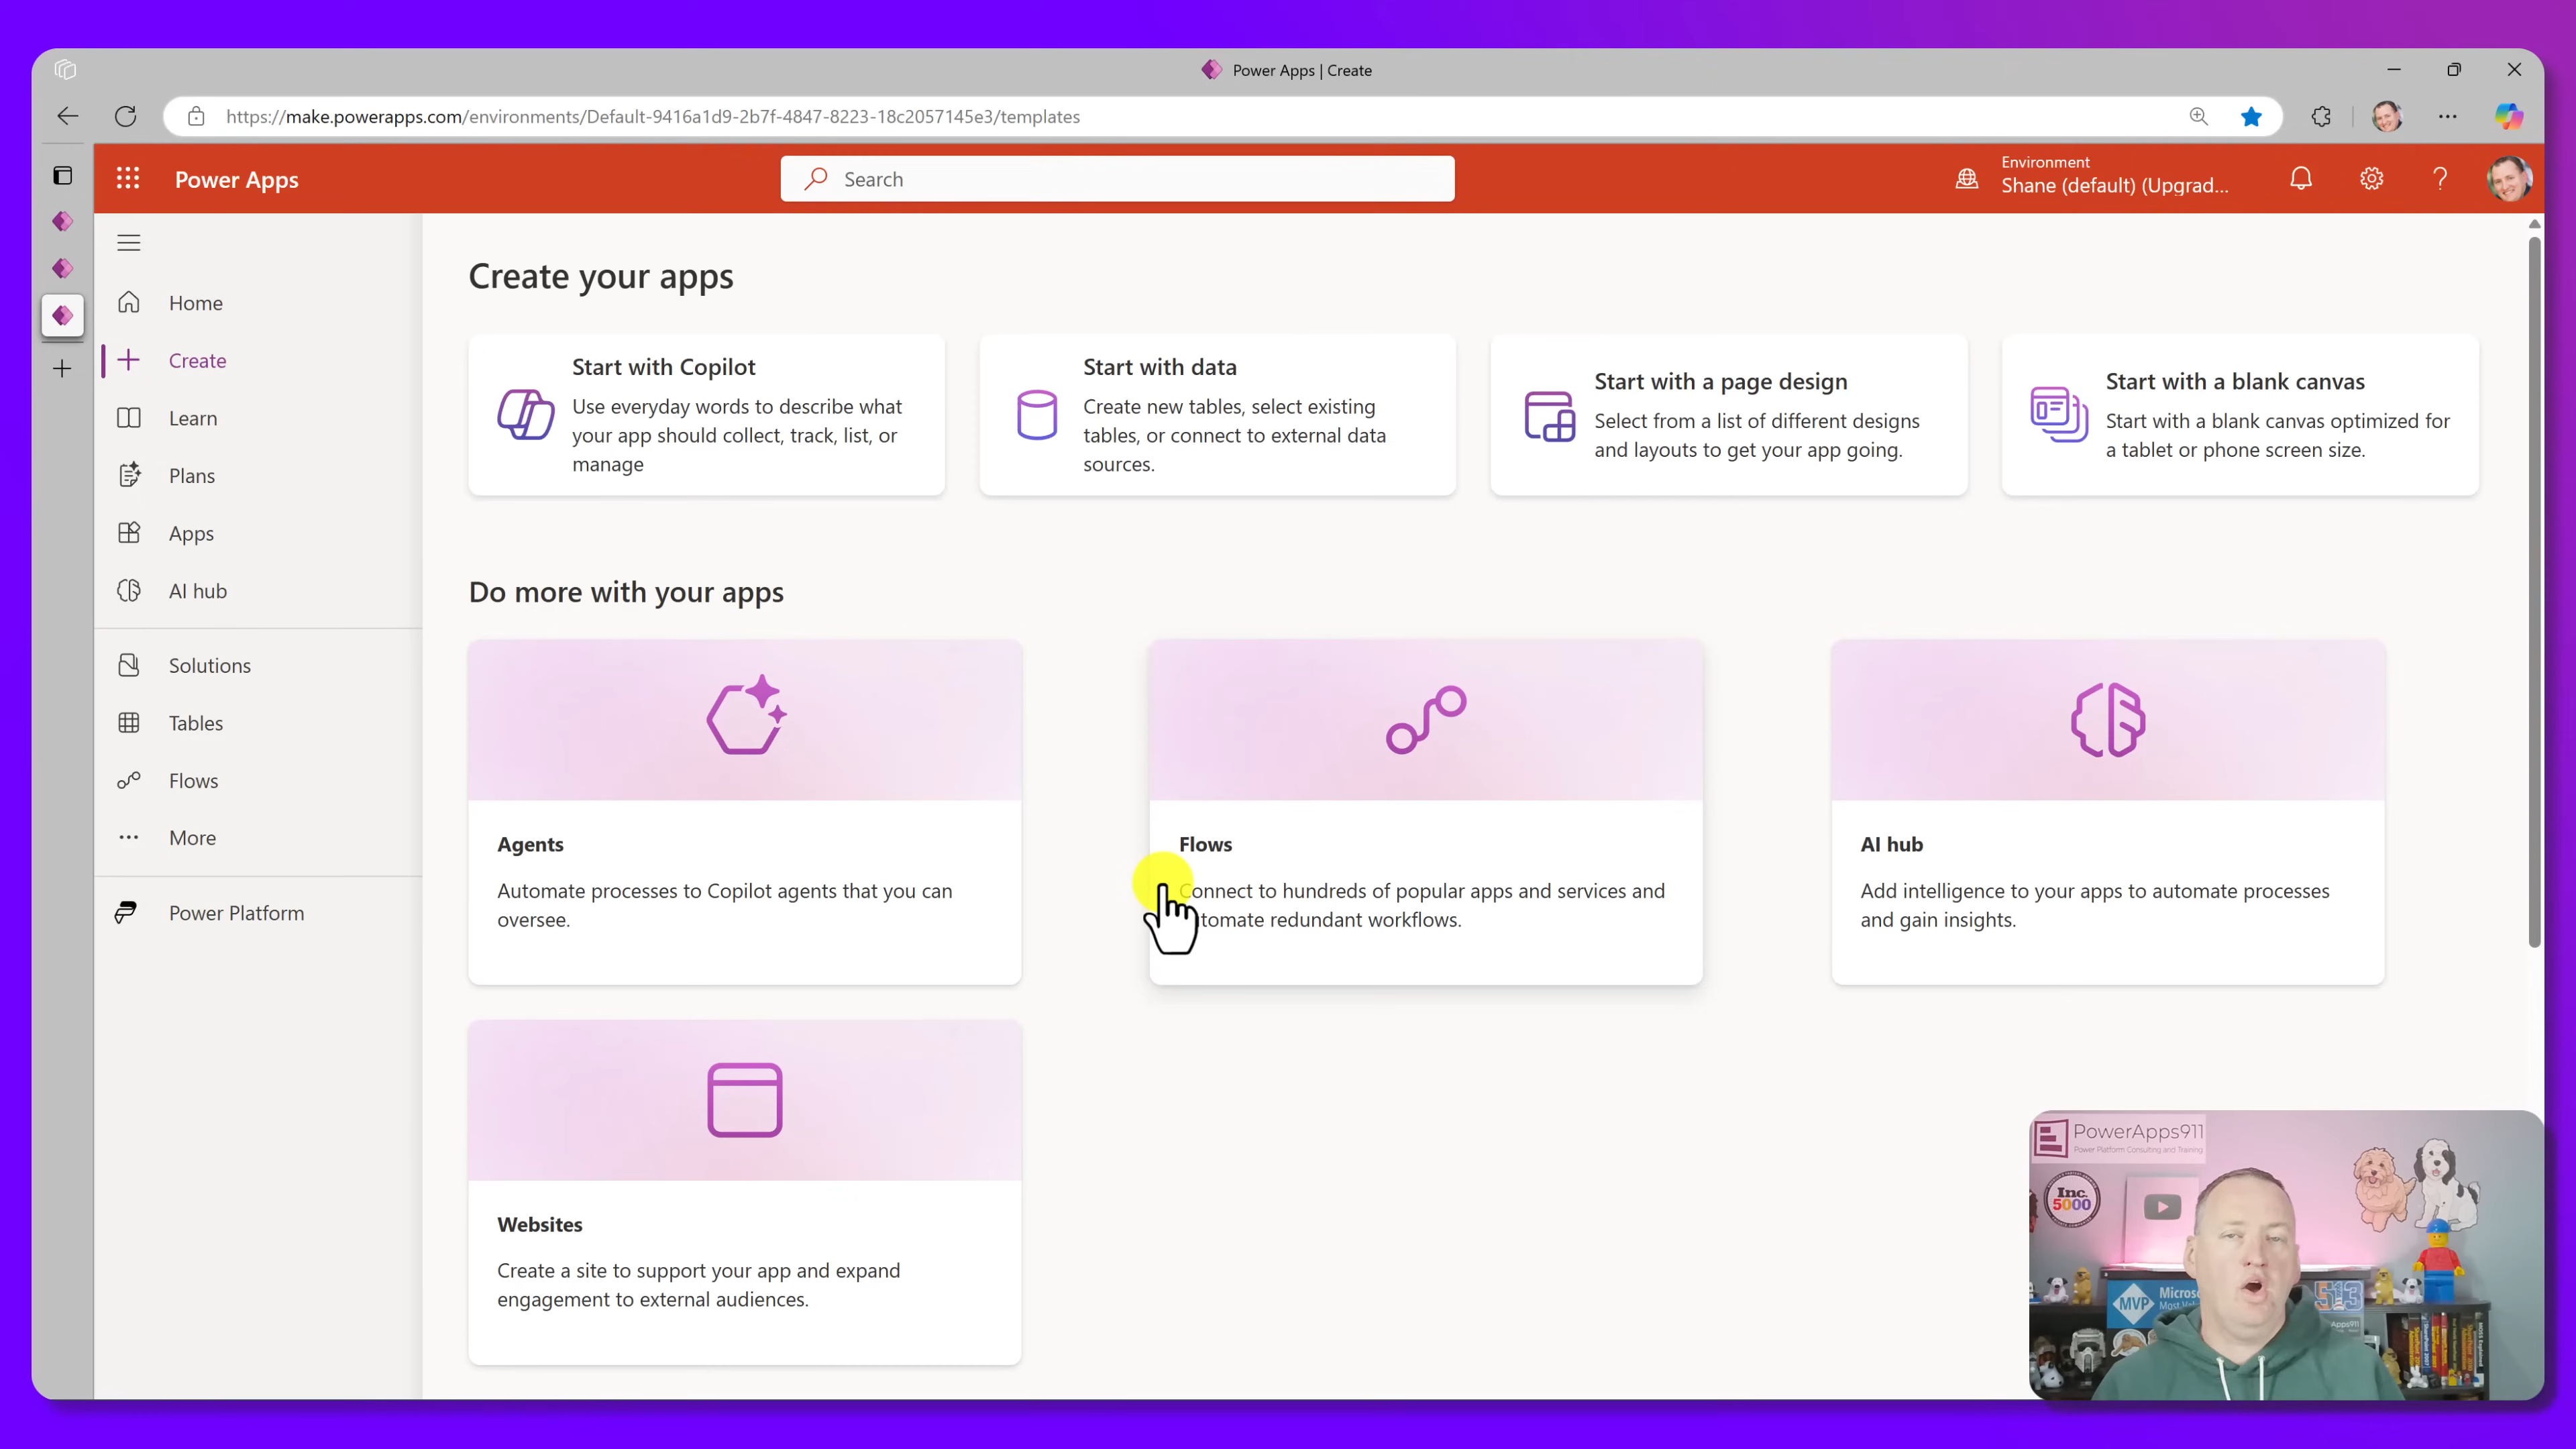 Power Apps | Create
https://make.powerapps.com/environments/Default-9416a1d9-2b7f-4847-8223-18c2057145e3/templates
Power Apps
Search
Environment
Shane (default) (Upgrad...
Home
Create
Learn
Plans
Apps
AI hub
Solutions
Tables
Flows
More
Power Platform
Create your apps
Start with Copilot
Use everyday words to describe what
your app should collect, track, list, or
manage
Start with data
Create new tables, select existing
tables, or connect to external data
sources.
Start with a page design
Select from a list of different designs
and layouts to get your app going.
Start with a blank canvas
Start with a blank canvas optimized for
a tablet or phone screen size.
Do more with your apps
Agents
Automate processes to Copilot agents that you can
oversee.
Flows
Connect to hundreds of popular apps and services and
automate redundant workflows.
AI hub
Add intelligence to your apps to automate processes
and gain insights.
Websites
Create a site to support your app and expand
engagement to external audiences.
PowerApps911
Power Platform Consulting and Training
Inc.
5000
MVP
513